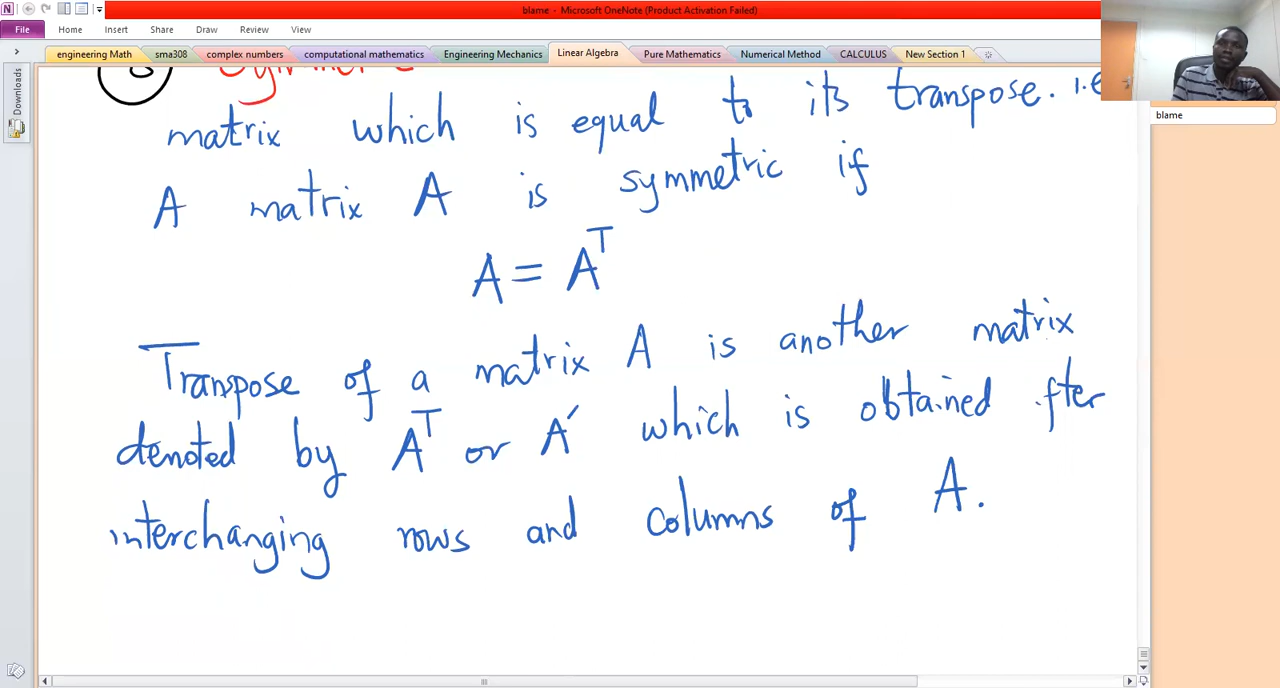 blame - Microsoft OneNote (Product Activation Failed)
File Home Insert Share Draw Review View
engineering Math sma308 complex numbers computational mathematics Engineering Mechanics Linear Algebra Pure Mathematics Numerical Method CALCULUS New Section 1
Downloads
blame
matrix which is equal to its transpose. i.e
A matrix A is symmetric if
A = Aᵀ
Transpose of a matrix A is another matrix
denoted by Aᵀ or A′ which is obtained .fter
interchanging rows and columns of A.